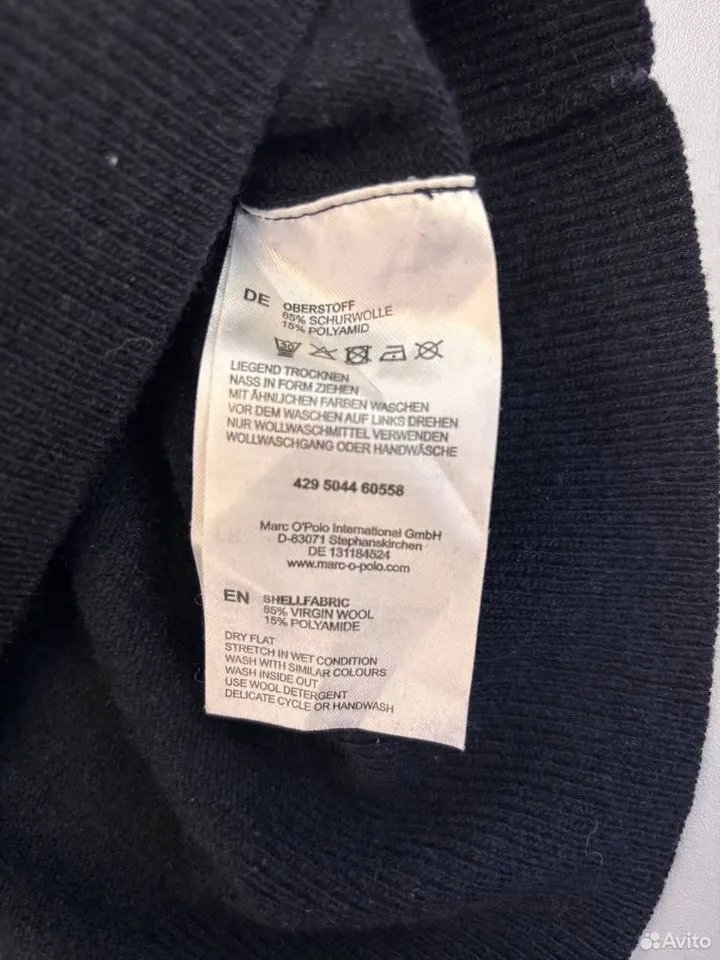 DE OBERSTOFF
85% SCHURWOLLE
15% POLYAMID
30
LIEGEND TROCKNEN
NASS IN FORM ZIEHEN
MIT ÄHNLICHEN FARBEN WASCHEN
VOR DEM WASCHEN AUF LINKS DREHEN
NUR WOLLWASCHMITTEL VERWENDEN
WOLLWASCHGANG ODER HANDWÄSCHE
429 5044 60558
Marc O'Polo International GmbH
D-83071 Stephanskirchen
DE 131184524
www.marc-o-polo.com
EN SHELLFABRIC
85% VIRGIN WOOL
15% POLYAMIDE
DRY FLAT
STRETCH IN WET CONDITION
WASH WITH SIMILAR COLOURS
WASH INSIDE OUT
USE WOOL DETERGENT
DELICATE CYCLE OR HANDWASH
Avito